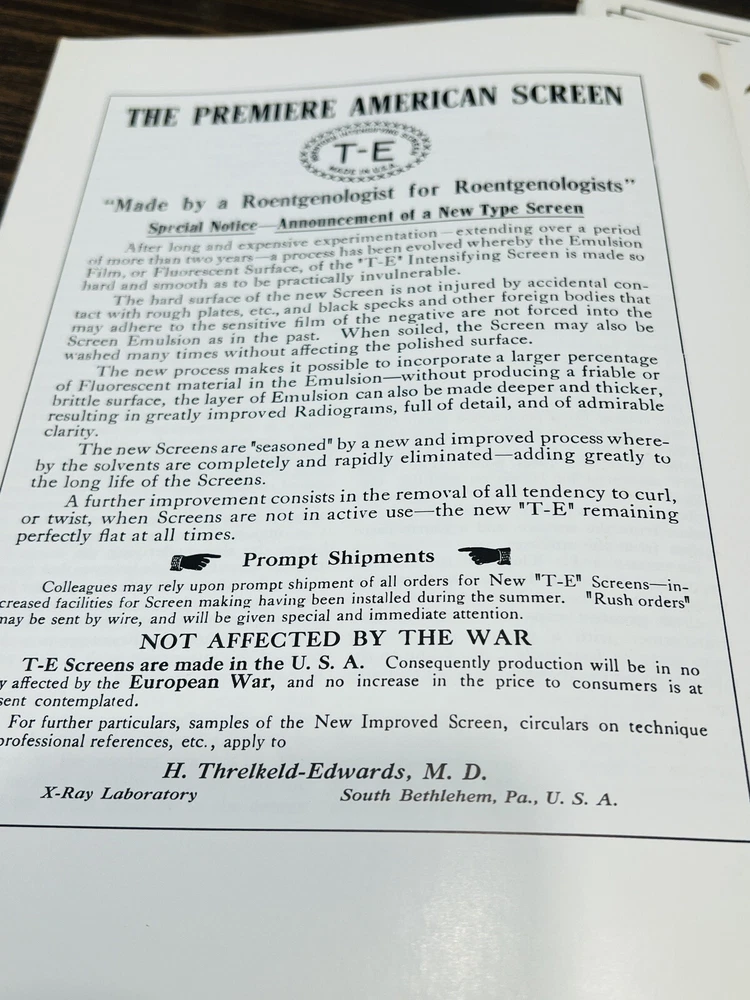 THE PREMIERE AMERICAN SCREEN
T-E
MADE IN U.S.A.
"Made by a Roentgenologist for Roentgenologists"
Special Notice—Announcement of a New Type Screen
After long and expensive experimentation—extending over a period
of more than two years—a process has been evolved whereby the Emulsion
Film, or Fluorescent Surface, of the "T-E" Intensifying Screen is made so
hard and smooth as to be practically invulnerable.
The hard surface of the new Screen is not injured by accidental con-
tact with rough plates, etc., and black specks and other foreign bodies that
may adhere to the sensitive film of the negative are not forced into the
Screen Emulsion as in the past. When soiled, the Screen may also be
washed many times without affecting the polished surface.
The new process makes it possible to incorporate a larger percentage
of Fluorescent material in the Emulsion—without producing a friable or
brittle surface, the layer of Emulsion can also be made deeper and thicker,
resulting in greatly improved Radiograms, full of detail, and of admirable
clarity.
The new Screens are "seasoned" by a new and improved process where-
by the solvents are completely and rapidly eliminated—adding greatly to
the long life of the Screens.
A further improvement consists in the removal of all tendency to curl,
or twist, when Screens are not in active use—the new "T-E" remaining
perfectly flat at all times.
Prompt Shipments
Colleagues may rely upon prompt shipment of all orders for New "T-E" Screens—in-
creased facilities for Screen making having been installed during the summer. "Rush orders"
may be sent by wire, and will be given special and immediate attention.
NOT AFFECTED BY THE WAR
T-E Screens are made in the U. S. A. Consequently production will be in no
y affected by the European War, and no increase in the price to consumers is at
sent contemplated.
For further particulars, samples of the New Improved Screen, circulars on technique
professional references, etc., apply to
H. Threlkeld-Edwards, M. D.
X-Ray Laboratory South Bethlehem, Pa., U. S. A.